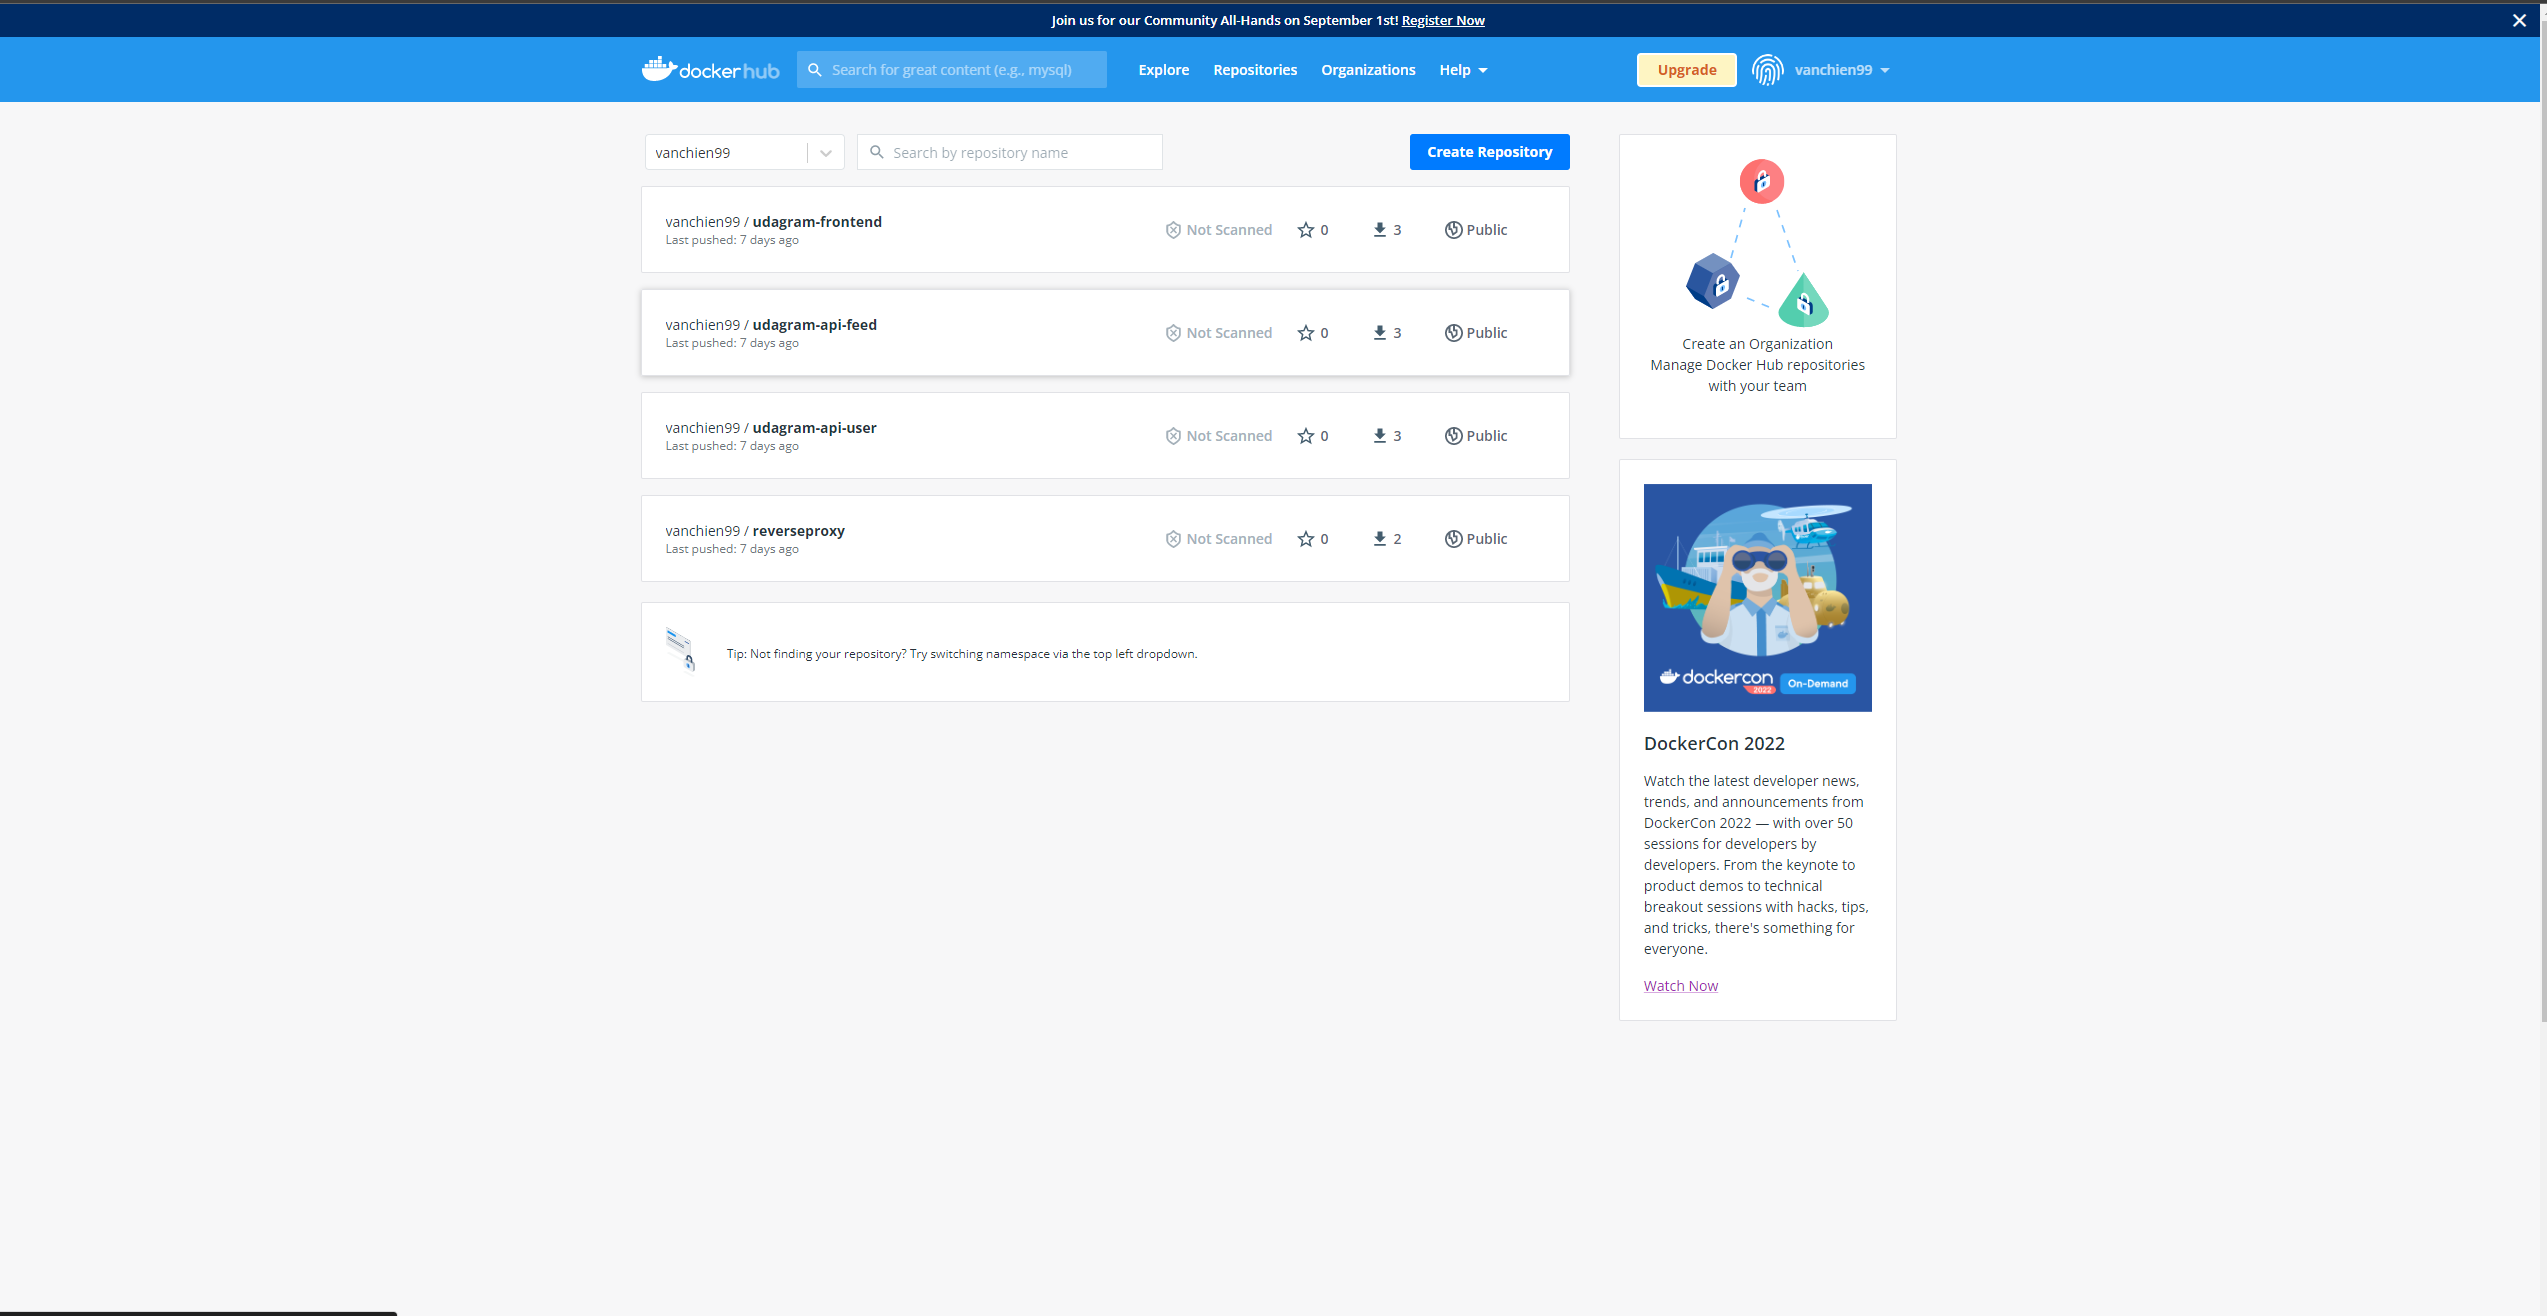 Join us for our Community All-Hands on September 1st! Register Now
docker hub
Search for great content (e.g., mysql)
Explore
Repositories
Organizations
Help
Upgrade
vanchien99
vanchien99
Search by repository name
Create Repository
vanchien99 / udagram-frontend
Last pushed: 7 days ago
Not Scanned
0
3
Public
vanchien99 / udagram-api-feed
Last pushed: 7 days ago
Not Scanned
0
3
Public
vanchien99 / udagram-api-user
Last pushed: 7 days ago
Not Scanned
0
3
Public
vanchien99 / reverseproxy
Last pushed: 7 days ago
Not Scanned
0
2
Public
Tip: Not finding your repository? Try switching namespace via the top left dropdown.
Create an Organization
Manage Docker Hub repositories
with your team
dockercon
2022
On-Demand
DockerCon 2022
Watch the latest developer news,
trends, and announcements from
DockerCon 2022 — with over 50
sessions for developers by
developers. From the keynote to
product demos to technical
breakout sessions with hacks, tips,
and tricks, there's something for
everyone.
Watch Now